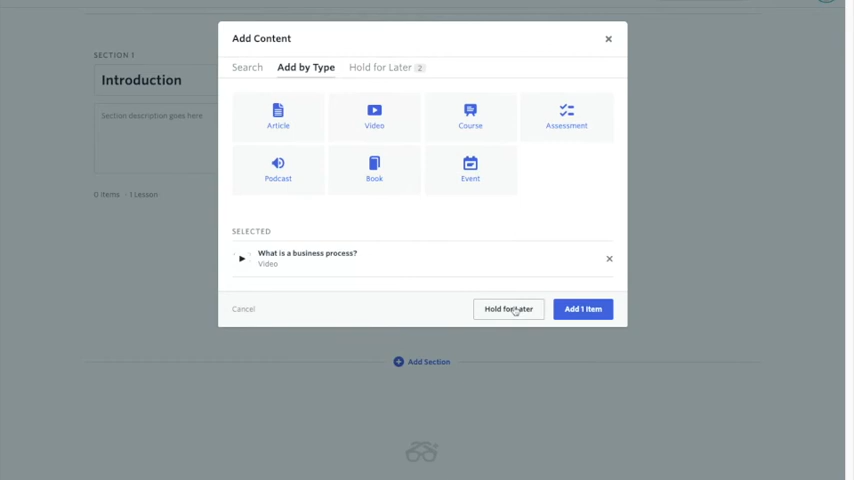 Add Content
×
Search
Add by Type
Hold for Later 2
SECTION 1
Introduction
Section description goes here
Article
Video
Course
Assessment
Podcast
Book
Event
0 Items · 1 Lesson
SELECTED
What is a business process?
Video
×
Cancel
Hold for Later
Add 1 Item
Add Section